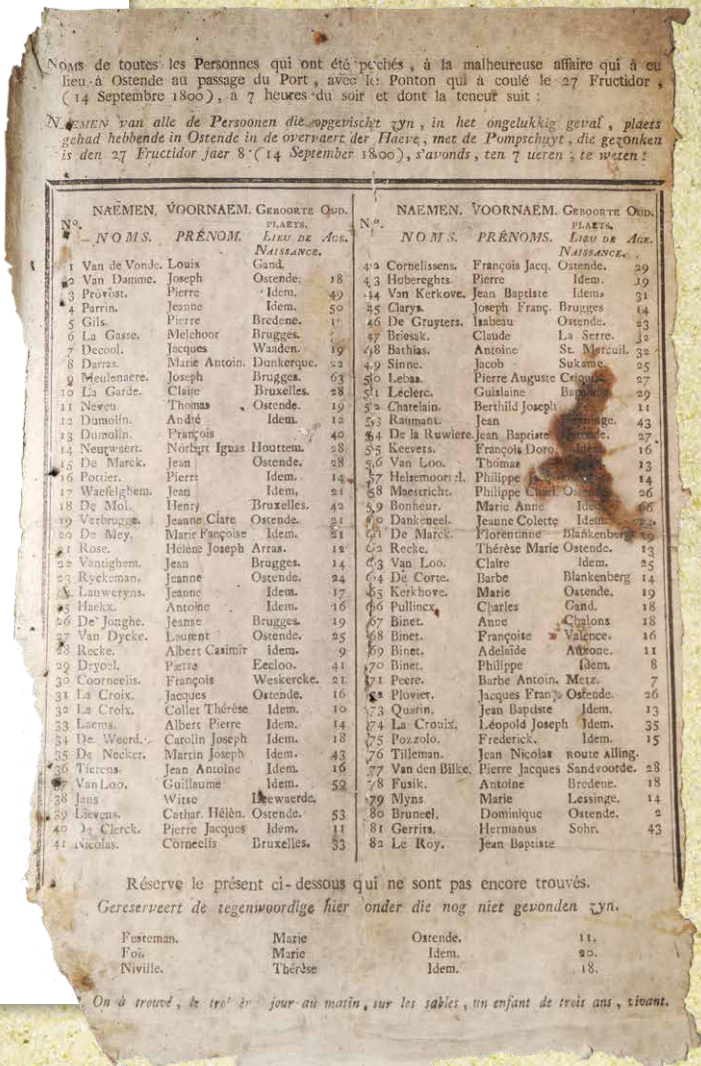 Noms de toutes les Personnes qui ont été pechés , à la malheureuse affaire qui à eu
lieu à Ostende au passage du Port , avec le Ponton qui à coulé le 27 Fructidor ,
( 14 Septembre 1800 ) , à 7 heures du soir et dont la teneur suit :
NAEMEN van alle de Persoonen die opgevischt zyn , in het ongelukkig geval , plaets
gehad hebbende in Ostende in de overvaert der Haeve , met de Pompschuyt , die gezonken
is den 27 Fructidor jaer 8 ( 14 September 1800 ) , s'avonds , ten 7 ueren ; te weten :
NAEMEN. VOORNAEM. GEBOORTE OUD.
N°. PLAETS.
NOMS. PRÉNOM. LIEU DE AGE.
NAISSANCE.
1 Van de Vonde. Louis Gand.
2 Van Damme. Joseph Ostende. 18
3 Provost. Pierre Idem. 49
4 Parrin. Jeanne Idem. 50
5 Gils. Pierre Bredene.
6 La Gasse. Melchoor Brugges.
7 Decool. Jacques Waaden. 19
8 Darras. Marie Antoin. Dunkerque. 22
9 Meulenaere. Joseph Brugges. 63
10 La Garde. Claire Bruxelles. 28
11 Neveu. Thomas Ostende. 19
12 Dumolin. André Idem. 12
13 Dumolin. François 40
14 Neutwaert. Norbert Ignas Houttem. 28
15 De Marck. Jean Ostende. 28
16 Pottier. Pierre Idem. 14
17 Waefelghem. Jean Idem. 21
18 De Mol. Henry Bruxelles. 42
19 Verbrugge. Jeanne Clare Ostende. 21
20 De Mey. Marie Fançoise Idem. 21
21 Rose. Hélène Joseph Arras. 12
22 Vantighem. Jean Brugges. 14
23 Ryckeman. Jeanne Ostende. 24
Lauweryns. Jeanne Idem. 17
25 Haekx. Antoine Idem. 16
26 De Jonghe. Jeanse Brugges. 19
27 Van Dycke. Laurent Ostende. 25
28 Recke. Albert Casimir Idem. 9
29 Dryoel. Pierre Eecloo. 41
30 Coorneelis. François Weskercke. 21
31 La Croix. Jacques Ostende. 16
32 La Croix. Collet Thérèse Idem. 10
33 Laems. Albert Pierre Idem. 14
34 De Weerd. Carolin Joseph Idem. 18
35 De Necker. Martin Joseph Idem. 43
36 Tierens Jean Antoine Idem. 16
37 Van Loo. Guillaume Idem. 52
38 Jans Witse Leewaerde.
39 Lievens. Cathar. Hélèn. Ostende. 53
40 De Clerck. Pierre Jacques Idem. 11
41 Nicolas. Corneelis Bruxelles. 33
NAEMEN. VOORNAEM. GEBOORTE OUD.
N°. PLAETS.
NOMS. PRÉNOMS. LIEU DE AGE.
NAISSANCE.
42 Cornelissens. François Jacq. Ostende. 29
43 Hobereghts. Pierre Idem. 19
44 Van Kerkove. Jean Baptiste Idem. 31
45 Clarys. Joseph Franç. Brugges 14
46 De Gruyters. Isabeau Ostende. 23
47 Briesak. Claude La Serre. 32
48 Bathias. Antoine St. Mercuil. 32
49 Sinne. Jacob Sukame. 25
50 Lebas. Pierre Auguste 27
51 Leclerc. Guislaine 29
52 Chatelain. Berthild Joseph 11
53 Raumant. Jean 43
54 De la Ruwiere. Jean Baptiste 27
55 Keevers. François Doro. Idem. 16
56 Van Loo. Thomas 13
57 Philippe 14
58 Maestricht. Philippe 26
59 Bonheur. Marie Anne
60 Dankeneel. Jeanne Colette Idem.
61 De Marck. Florentinne Blankenberg 19
62 Recke. Thérèse Marie Ostende. 13
63 Van Loo. Claire Idem. 25
64 De Corte. Barbe Blankenberg 14
65 Kerkhove. Marie Ostende. 19
66 Pullincx Charles Gand. 18
67 Binet. Anne Chalons 18
68 Binet. Françoise Valence. 16
69 Binet. Adelaïde Auxone. 11
70 Binet. Philippe Idem. 8
71 Peere. Barbe Antoin. Metz. 7
Plovier. Jacques Franç. Ostende. 26
73 Quarin. Jean Baptiste Idem. 13
74 La Crouix. Léopold Joseph Idem. 35
75 Pozzolo. Frederick. Idem. 15
76 Tilleman. Jean Nicolas ROUTE Alling.
77 Van den Bilke. Pierre Jacques Sandvoorde. 28
78 Fusik. Antoine Bredene. 18
79 Myns Marie Lessinge. 14
80 Bruneel. Dominique Ostende. 2
81 Gerrits. Hermanus Sohr. 43
82 Le Roy. Jean Baptiste
Réserve le présent ci-dessous qui ne sont pas encore trouvés.
Gereserveert de tegenwoordige hier onder die nog niet gevonden zyn.
Festeman. Marie Ostende. 11.
Foi. Marie Idem. 20.
Niville. Thérèse Idem. 18.
On à trouvé , le jour au matin , sur les sables , un enfant de trois ans , vivant.